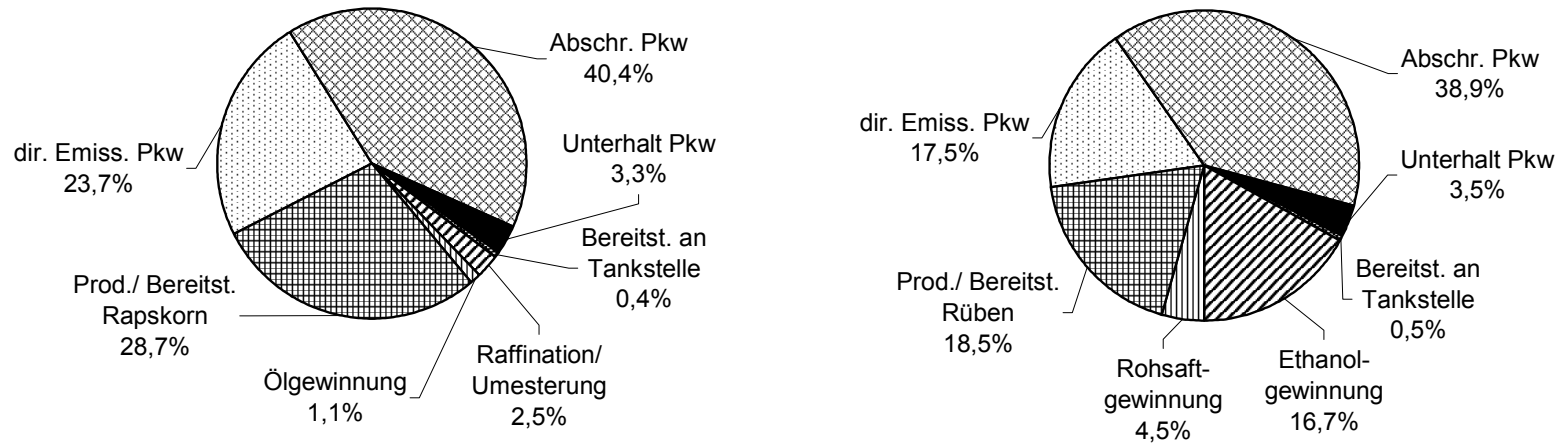 Abschr. Pkw
40,4%
Unterhalt Pkw
3,3%
Bereitst. an
Tankstelle
0,4%
Raffination/
Umesterung
2,5%
Ölgewinnung
1,1%
Prod./ Bereitst.
Rapskorn
28,7%
dir. Emiss. Pkw
23,7%
Abschr. Pkw
38,9%
Unterhalt Pkw
3,5%
Bereitst. an
Tankstelle
0,5%
Ethanol-
gewinnung
16,7%
Rohsaft-
gewinnung
4,5%
Prod./ Bereitst.
Rüben
18,5%
dir. Emiss. Pkw
17,5%